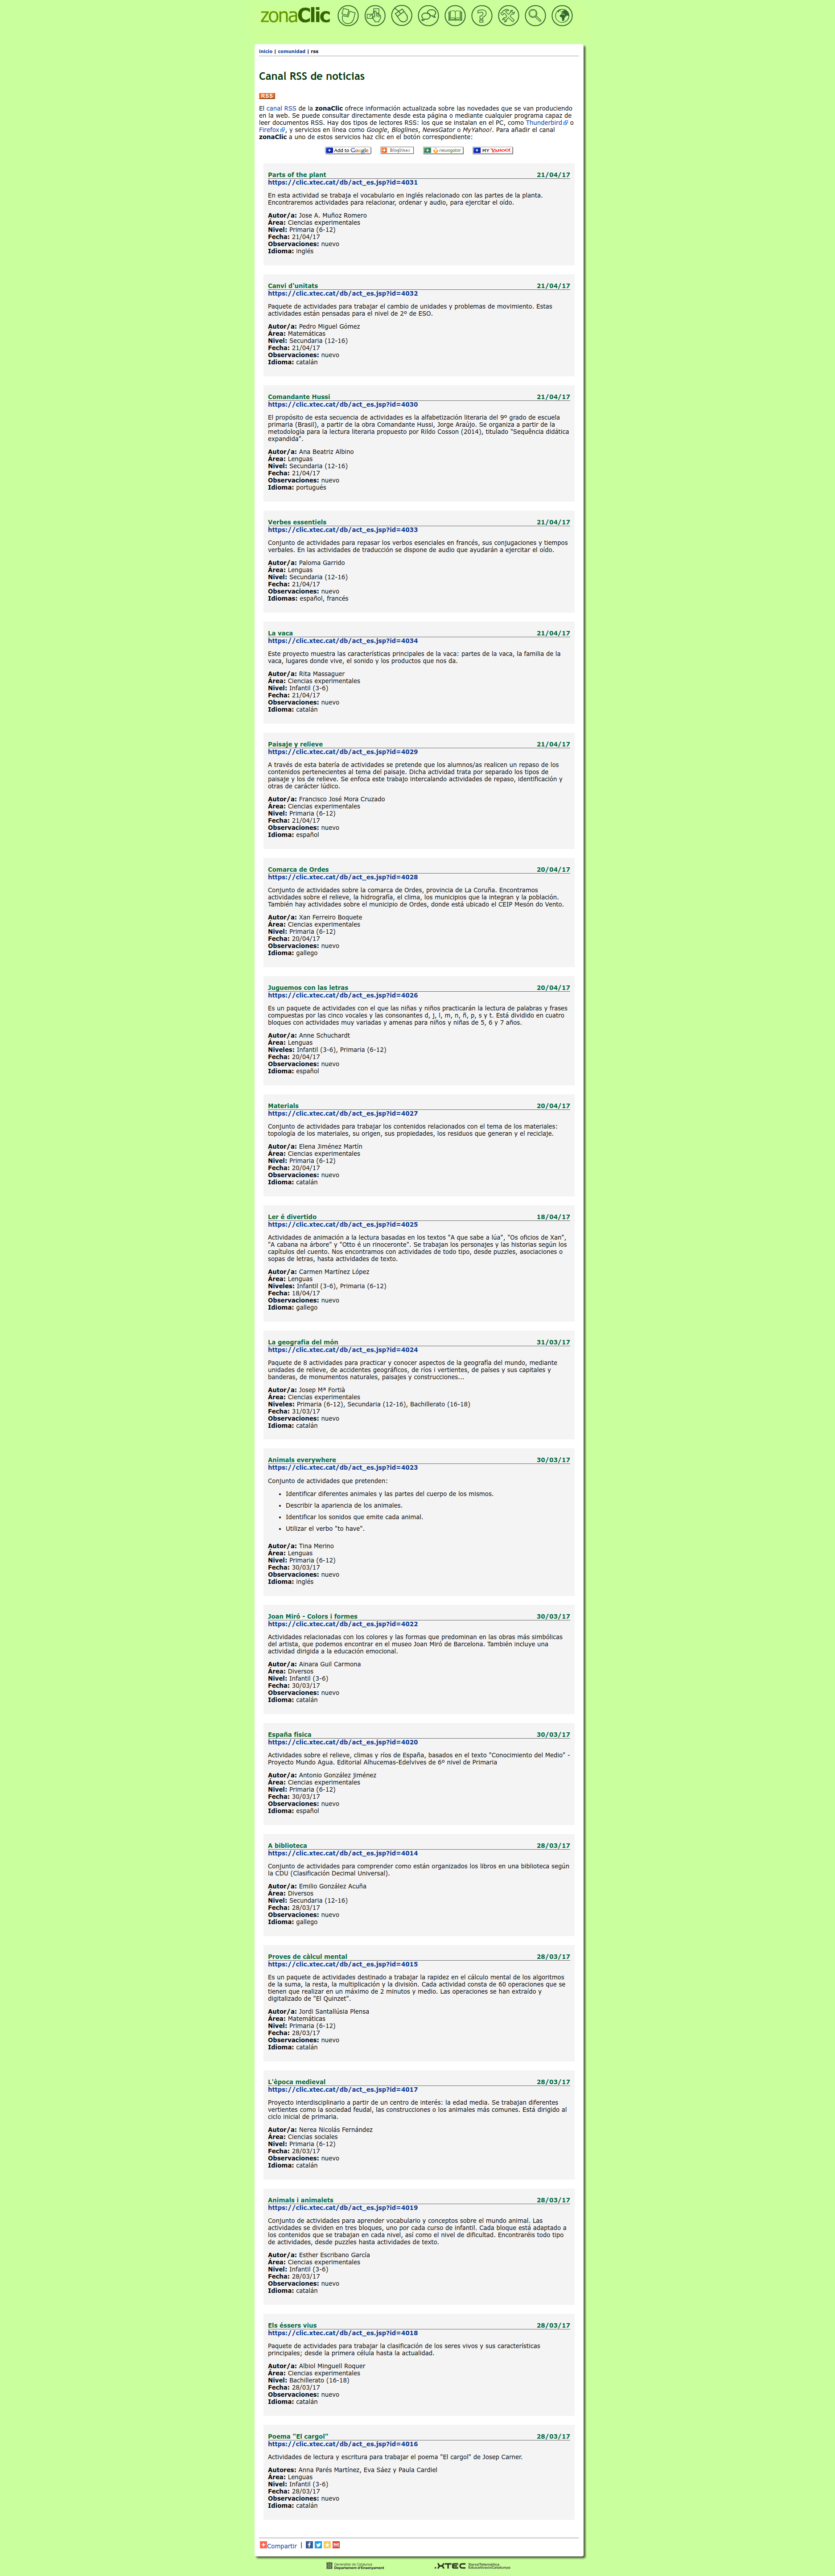 zonaClic
inicio | comunidad | rss
Canal RSS de noticias
RSS
El canal RSS de la zonaClic ofrece información actualizada sobre las novedades que se van produciendo
en la web. Se puede consultar directamente desde esta página o mediante cualquier programa capaz de
leer documentos RSS. Hay dos tipos de lectores RSS: los que se instalan en el PC, como Thunderbird o
Firefox, y servicios en línea como Google, Bloglines, NewsGator o MyYahoo!. Para añadir el canal
zonaClic a uno de estos servicios haz clic en el botón correspondiente:
Add to Google Bloglines newsgator MY YAHOO!
Parts of the plant 21/04/17
https://clic.xtec.cat/db/act_es.jsp?id=4031
En esta actividad se trabaja el vocabulario en inglés relacionado con las partes de la planta.
Encontraremos actividades para relacionar, ordenar y audio, para ejercitar el oído.
Autor/a: Jose A. Muñoz Romero
Área: Ciencias experimentales
Nivel: Primaria (6-12)
Fecha: 21/04/17
Observaciones: nuevo
Idioma: inglés
Canvi d'unitats 21/04/17
https://clic.xtec.cat/db/act_es.jsp?id=4032
Paquete de actividades para trabajar el cambio de unidades y problemas de movimiento. Estas
actividades están pensadas para el nivel de 2º de ESO.
Autor/a: Pedro Miguel Gómez
Área: Matemáticas
Nivel: Secundaria (12-16)
Fecha: 21/04/17
Observaciones: nuevo
Idioma: catalán
Comandante Hussi 21/04/17
https://clic.xtec.cat/db/act_es.jsp?id=4030
El propósito de esta secuencia de actividades es la alfabetización literaria del 9º grado de escuela
primaria (Brasil), a partir de la obra Comandante Hussi, Jorge Araújo. Se organiza a partir de la
metodología para la lectura literaria propuesto por Rildo Cosson (2014), titulado "Sequência didática
expandida".
Autor/a: Ana Beatriz Albino
Área: Lenguas
Nivel: Secundaria (12-16)
Fecha: 21/04/17
Observaciones: nuevo
Idioma: portugués
Verbes essentiels 21/04/17
https://clic.xtec.cat/db/act_es.jsp?id=4033
Conjunto de actividades para repasar los verbos esenciales en francés, sus conjugaciones y tiempos
verbales. En las actividades de traducción se dispone de audio que ayudarán a ejercitar el oído.
Autor/a: Paloma Garrido
Área: Lenguas
Nivel: Secundaria (12-16)
Fecha: 21/04/17
Observaciones: nuevo
Idiomas: español, francés
La vaca 21/04/17
https://clic.xtec.cat/db/act_es.jsp?id=4034
Este proyecto muestra las características principales de la vaca: partes de la vaca, la familia de la
vaca, lugares donde vive, el sonido y los productos que nos da.
Autor/a: Rita Massaguer
Área: Ciencias experimentales
Nivel: Infantil (3-6)
Fecha: 21/04/17
Observaciones: nuevo
Idioma: catalán
Paisaje y relieve 21/04/17
https://clic.xtec.cat/db/act_es.jsp?id=4029
A través de esta batería de actividades se pretende que los alumnos/as realicen un repaso de los
contenidos pertenecientes al tema del paisaje. Dicha actividad trata por separado los tipos de
paisaje y los de relieve. Se enfoca este trabajo intercalando actividades de repaso, identificación y
otras de carácter lúdico.
Autor/a: Francisco José Mora Cruzado
Área: Ciencias experimentales
Nivel: Primaria (6-12)
Fecha: 21/04/17
Observaciones: nuevo
Idioma: español
Comarca de Ordes 20/04/17
https://clic.xtec.cat/db/act_es.jsp?id=4028
Conjunto de actividades sobre la comarca de Ordes, provincia de La Coruña. Encontramos
actividades sobre el relieve, la hidrografía, el clima, los municipios que la integran y la población.
También hay actividades sobre el municipio de Ordes, donde está ubicado el CEIP Mesón do Vento.
Autor/a: Xan Ferreiro Boquete
Área: Ciencias experimentales
Nivel: Primaria (6-12)
Fecha: 20/04/17
Observaciones: nuevo
Idioma: gallego
Juguemos con las letras 20/04/17
https://clic.xtec.cat/db/act_es.jsp?id=4026
Es un paquete de actividades con el que las niñas y niños practicarán la lectura de palabras y frases
compuestas por las cinco vocales y las consonantes d, j, l, m, n, ñ, p, s y t. Está dividido en cuatro
bloques con actividades muy variadas y amenas para niños y niñas de 5, 6 y 7 años.
Autor/a: Anne Schuchardt
Área: Lenguas
Niveles: Infantil (3-6), Primaria (6-12)
Fecha: 20/04/17
Observaciones: nuevo
Idioma: español
Materials 20/04/17
https://clic.xtec.cat/db/act_es.jsp?id=4027
Conjunto de actividades para trabajar los contenidos relacionados con el tema de los materiales:
topología de los materiales, su origen, sus propiedades, los residuos que generan y el reciclaje.
Autor/a: Elena Jiménez Martín
Área: Ciencias experimentales
Nivel: Primaria (6-12)
Fecha: 20/04/17
Observaciones: nuevo
Idioma: catalán
Ler é divertido 18/04/17
https://clic.xtec.cat/db/act_es.jsp?id=4025
Actividades de animación a la lectura basadas en los textos "A que sabe a lúa", "Os oficios de Xan",
"A cabana na árbore" y "Otto é un rinoceronte". Se trabajan los personajes y las historias según los
capítulos del cuento. Nos encontramos con actividades de todo tipo, desde puzzles, asociaciones o
sopas de letras, hasta actividades de texto.
Autor/a: Carmen Martínez López
Área: Lenguas
Niveles: Infantil (3-6), Primaria (6-12)
Fecha: 18/04/17
Observaciones: nuevo
Idioma: gallego
La geografia del món 31/03/17
https://clic.xtec.cat/db/act_es.jsp?id=4024
Paquete de 8 actividades para practicar y conocer aspectos de la geografía del mundo, mediante
unidades de relieve, de accidentes geográficos, de ríos i vertientes, de países y sus capitales y
banderas, de monumentos naturales, paisajes y construcciones...
Autor/a: Josep Mª Fortià
Área: Ciencias experimentales
Niveles: Primaria (6-12), Secundaria (12-16), Bachillerato (16-18)
Fecha: 31/03/17
Observaciones: nuevo
Idioma: catalán
Animals everywhere 30/03/17
https://clic.xtec.cat/db/act_es.jsp?id=4023
Conjunto de actividades que pretenden:
• Identificar diferentes animales y las partes del cuerpo de los mismos.
• Describir la apariencia de los animales.
• Identificar los sonidos que emite cada animal.
• Utilizar el verbo "to have".
Autor/a: Tina Merino
Área: Lenguas
Nivel: Primaria (6-12)
Fecha: 30/03/17
Observaciones: nuevo
Idioma: inglés
Joan Miró - Colors i formes 30/03/17
https://clic.xtec.cat/db/act_es.jsp?id=4022
Actividades relacionadas con los colores y las formas que predominan en las obras más simbólicas
del artista, que podemos encontrar en el museo Joan Miró de Barcelona. También incluye una
actividad dirigida a la educación emocional.
Autor/a: Ainara Guil Carmona
Área: Diversos
Nivel: Infantil (3-6)
Fecha: 30/03/17
Observaciones: nuevo
Idioma: catalán
España física 30/03/17
https://clic.xtec.cat/db/act_es.jsp?id=4020
Actividades sobre el relieve, climas y ríos de España, basados en el texto "Conocimiento del Medio" -
Proyecto Mundo Agua. Editorial Alhucemas-Edelvives de 6º nivel de Primaria
Autor/a: Antonio González jiménez
Área: Ciencias experimentales
Nivel: Primaria (6-12)
Fecha: 30/03/17
Observaciones: nuevo
Idioma: español
A biblioteca 28/03/17
https://clic.xtec.cat/db/act_es.jsp?id=4014
Conjunto de actividades para comprender como están organizados los libros en una biblioteca según
la CDU (Clasificación Decimal Universal).
Autor/a: Emilio González Acuña
Área: Diversos
Nivel: Secundaria (12-16)
Fecha: 28/03/17
Observaciones: nuevo
Idioma: gallego
Proves de càlcul mental 28/03/17
https://clic.xtec.cat/db/act_es.jsp?id=4015
Es un paquete de actividades destinado a trabajar la rapidez en el cálculo mental de los algoritmos
de la suma, la resta, la multiplicación y la división. Cada actividad consta de 60 operaciones que se
tienen que realizar en un máximo de 2 minutos y medio. Las operaciones se han extraído y
digitalizado de "El Quinzet".
Autor/a: Jordi Santallúsia Plensa
Área: Matemáticas
Nivel: Primaria (6-12)
Fecha: 28/03/17
Observaciones: nuevo
Idioma: catalán
L'època medieval 28/03/17
https://clic.xtec.cat/db/act_es.jsp?id=4017
Proyecto interdisciplinario a partir de un centro de interés: la edad media. Se trabajan diferentes
vertientes como la sociedad feudal, las construcciones o los animales más comunes. Está dirigido al
ciclo inicial de primaria.
Autor/a: Nerea Nicolás Fernández
Área: Ciencias sociales
Nivel: Primaria (6-12)
Fecha: 28/03/17
Observaciones: nuevo
Idioma: catalán
Animals i animalets 28/03/17
https://clic.xtec.cat/db/act_es.jsp?id=4019
Conjunto de actividades para aprender vocabulario y conceptos sobre el mundo animal. Las
actividades se dividen en tres bloques, uno por cada curso de Infantil. Cada bloque está adaptado a
los contenidos que se trabajan en cada nivel, así como el nivel de dificultad. Encontraréis todo tipo
de actividades, desde puzzles hasta actividades de texto.
Autor/a: Esther Escribano García
Área: Ciencias experimentales
Nivel: Infantil (3-6)
Fecha: 28/03/17
Observaciones: nuevo
Idioma: catalán
Els éssers vius 28/03/17
https://clic.xtec.cat/db/act_es.jsp?id=4018
Paquete de actividades para trabajar la clasificación de los seres vivos y sus características
principales; desde la primera célula hasta la actualidad.
Autor/a: Albiol Minguell Roquer
Área: Ciencias experimentales
Nivel: Bachillerato (16-18)
Fecha: 28/03/17
Observaciones: nuevo
Idioma: catalán
Poema "El cargol" 28/03/17
https://clic.xtec.cat/db/act_es.jsp?id=4016
Actividades de lectura y escritura para trabajar el poema "El cargol" de Josep Carner.
Autores: Anna Parés Martínez, Eva Sáez y Paula Cardiel
Área: Lenguas
Nivel: Infantil (3-6)
Fecha: 28/03/17
Observaciones: nuevo
Idioma: catalán
Compartir |
Generalitat de Catalunya
Departament d'Ensenyament
XTEC